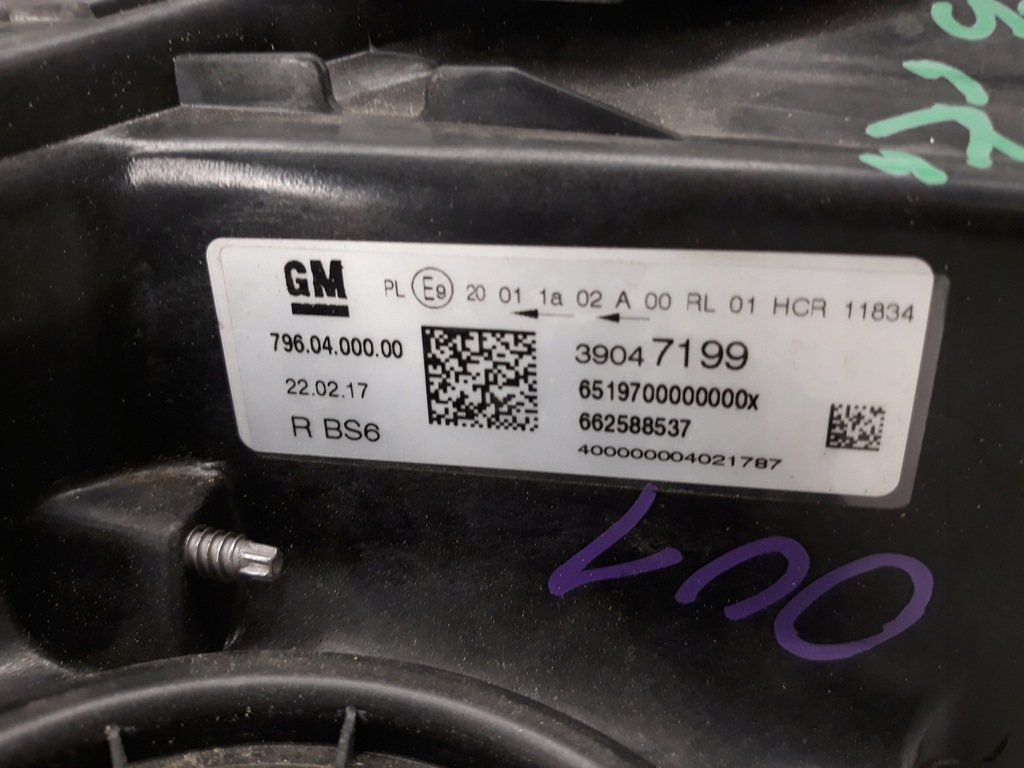 GM
PL E9 20 01 1a 02 A 00 RL 01 HCR 11834
796.04.000.00
39047199
22.02.17
6519700000000x
R BS6
662588537
400000004021787